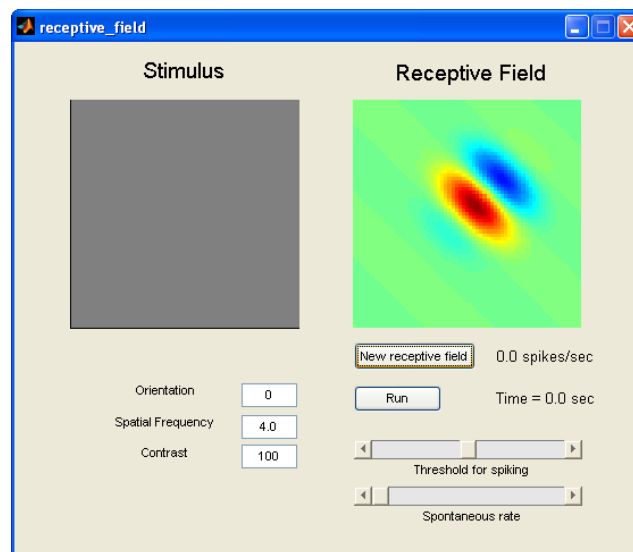 receptive_field
Stimulus
Receptive Field
New receptive field
0.0 spikes/sec
Orientation
0
Run
Time = 0.0 sec
Spatial Frequency
4.0
Contrast
100
Threshold for spiking
Spontaneous rate